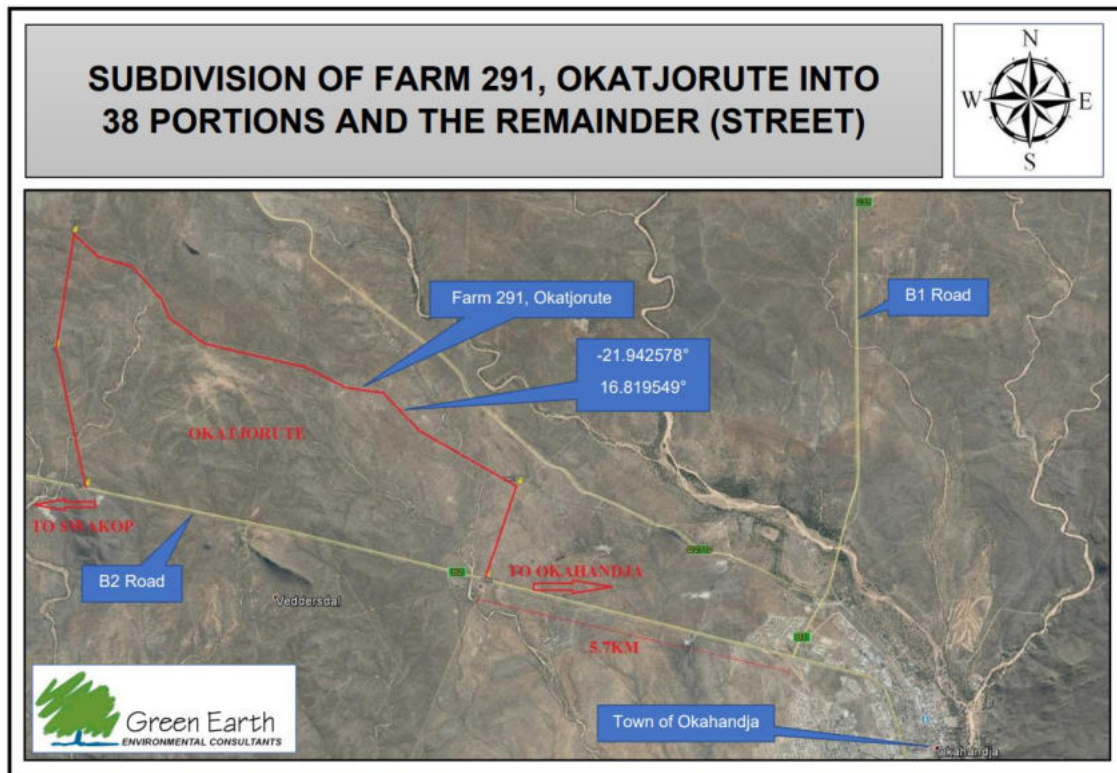 SUBDIVISION OF FARM 291, OKATJORUTE INTO
38 PORTIONS AND THE REMAINDER (STREET)
N
W
E
S
Farm 291, Okatjorute
B1 Road
-21.942578°
16.819549°
OKATJORUTE
TO SWAKOP
B2 Road
B2
TO OKAHANDJA
Veddersdal
5.7KM
Green Earth
ENVIRONMENTAL CONSULTANTS
Town of Okahandja
Okahandja